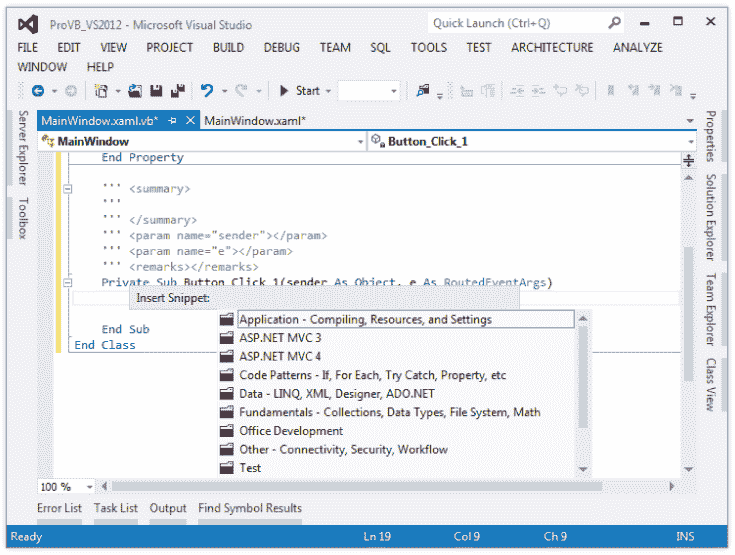 ProVB_VS2012 - Microsoft Visual Studio
Quick Launch (Ctrl+Q)
FILE EDIT VIEW PROJECT BUILD DEBUG TEAM SQL TOOLS TEST ARCHITECTURE ANALYZE
WINDOW HELP
Start
Server Explorer
Toolbox
MainWindow.xaml.vb*
MainWindow.xaml*
MainWindow
Button_Click_1
End Property
''' <summary>
'''
''' </summary>
''' <param name="sender"></param>
''' <param name="e"></param>
''' <remarks></remarks>
Private Sub Button_Click_1(sender As Object, e As RoutedEventArgs)
Insert Snippet:
Application - Compiling, Resources, and Settings
ASP.NET MVC 3
ASP.NET MVC 4
Code Patterns - If, For Each, Try Catch, Property, etc
Data - LINQ, XML, Designer, ADO.NET
Fundamentals - Collections, Data Types, File System, Math
Office Development
Other - Connectivity, Security, Workflow
Test
End Sub
End Class
Properties
Solution Explorer
Team Explorer
Class View
100 %
Error List Task List Output Find Symbol Results
Ready Ln 19 Col 9 Ch 9 INS